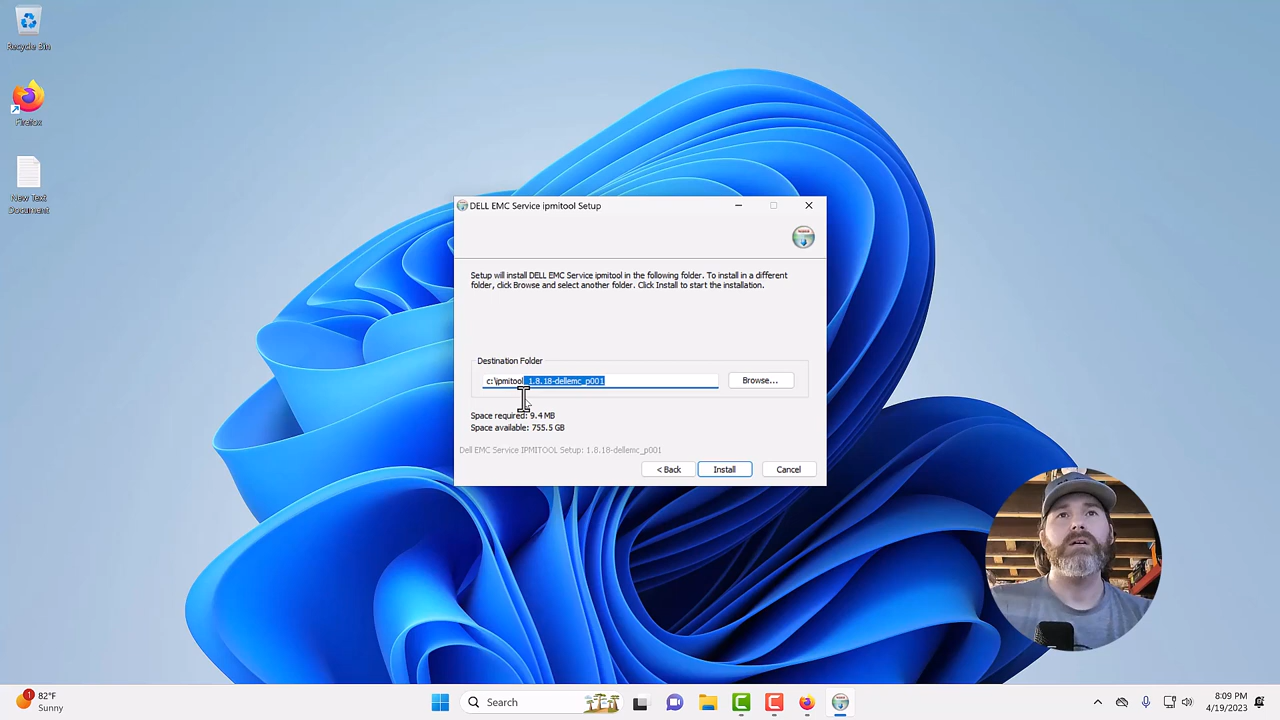 Recycle Bin
Firefox
New Text
Document
DELL EMC Service ipmitool Setup
Setup will install DELL EMC Service ipmitool in the following folder. To install in a different
folder, click Browse and select another folder. Click Install to start the installation.
Destination Folder
c:\ipmitool_1.8.18-dellemc_p001
Browse...
Space required: 9.4 MB
Space available: 755.5 GB
Dell EMC Service IPMITOOL Setup: 1.8.18-dellemc_p001
< Back
Install
Cancel
1
82°F
Sunny
Search
8:09 PM
4/19/2023